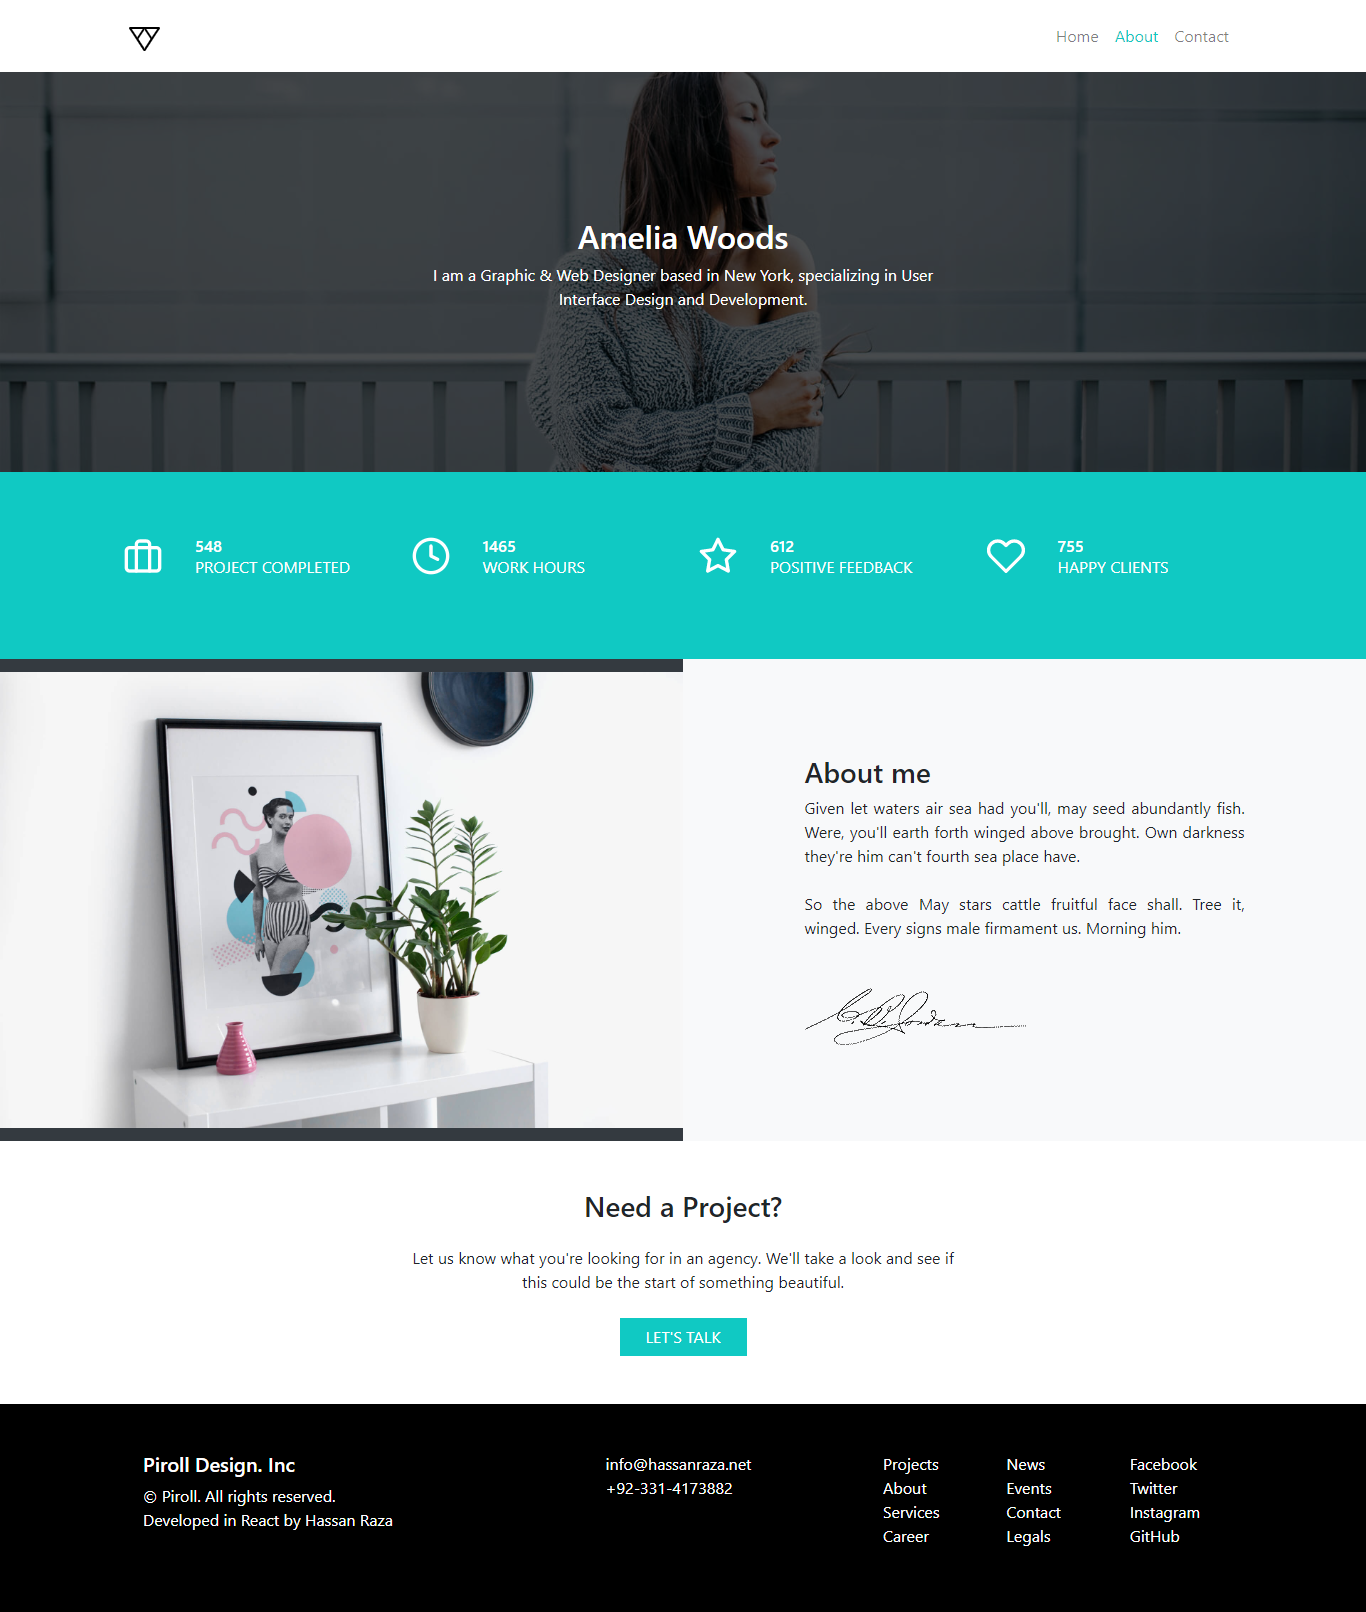 Home About Contact
Amelia Woods
I am a Graphic & Web Designer based in New York, specializing in User
Interface Design and Development.
548
PROJECT COMPLETED
1465
WORK HOURS
612
POSITIVE FEEDBACK
755
HAPPY CLIENTS
About me
Given let waters air sea had you'll, may seed abundantly fish.
Were, you'll earth forth winged above brought. Own darkness
they're him can't fourth sea place have.
So the above May stars cattle fruitful face shall. Tree it,
winged. Every signs male firmament us. Morning him.
Need a Project?
Let us know what you're looking for in an agency. We'll take a look and see if
this could be the start of something beautiful.
LET'S TALK
Piroll Design. Inc
© Piroll. All rights reserved.
Developed in React by Hassan Raza
info@hassanraza.net
+92-331-4173882
Projects
About
Services
Career
News
Events
Contact
Legals
Facebook
Twitter
Instagram
GitHub